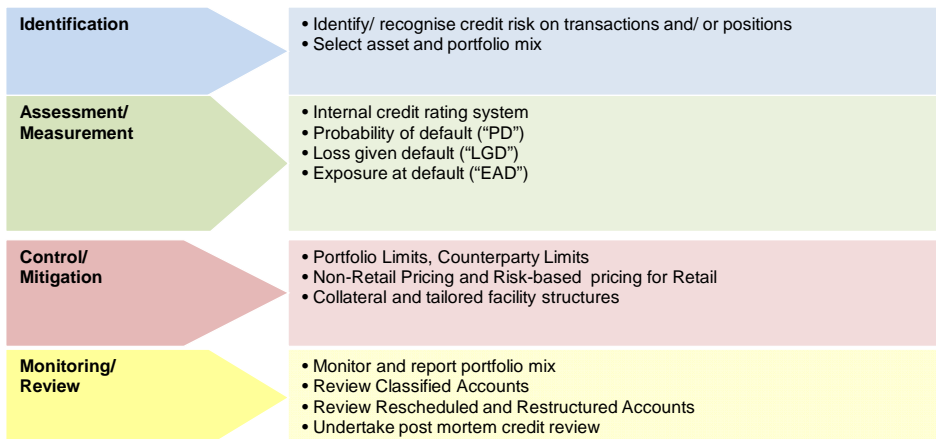 Identification
• Identify/ recognise credit risk on transactions and/ or positions
• Select asset and portfolio mix
Assessment/
Measurement
• Internal credit rating system
• Probability of default (“PD”)
• Loss given default (“LGD”)
• Exposure at default (“EAD”)
Control/
Mitigation
• Portfolio Limits, Counterparty Limits
• Non-Retail Pricing and Risk-based pricing for Retail
• Collateral and tailored facility structures
Monitoring/
Review
• Monitor and report portfolio mix
• Review Classified Accounts
• Review Rescheduled and Restructured Accounts
• Undertake post mortem credit review